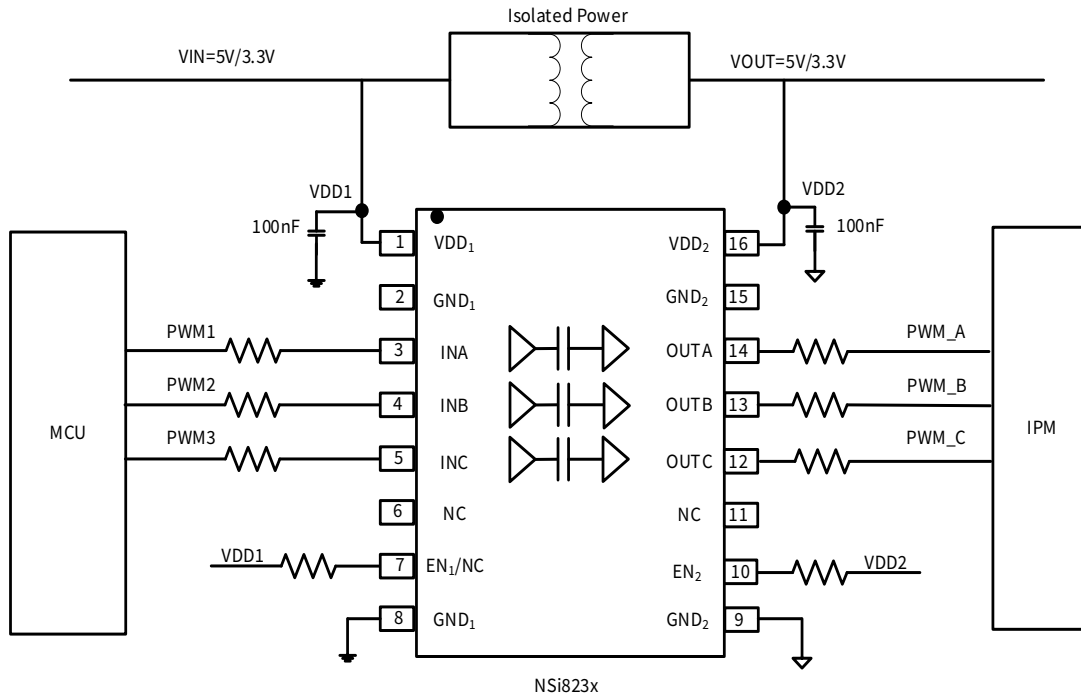 Isolated Power
VIN=5V/3.3V
VOUT=5V/3.3V
VDD1
VDD2
100nF
100nF
1
VDD₁
VDD₂
16
2
GND₁
GND₂
15
PWM1
3
INA
OUTA
14
PWM_A
PWM2
4
INB
OUTB
13
PWM_B
MCU
IPM
PWM3
5
INC
OUTC
12
PWM_C
6
NC
NC
11
VDD1
7
EN₁/NC
EN₂
10
VDD2
8
GND₁
GND₂
9
NSi823x